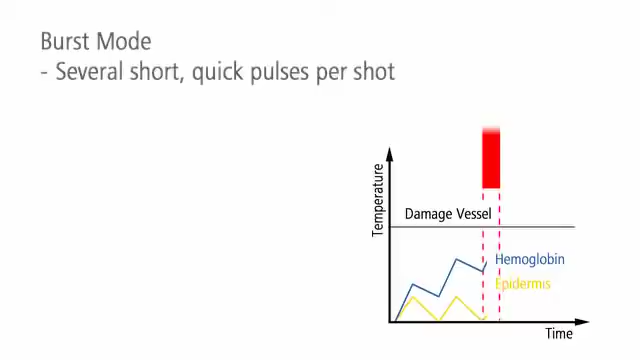 Burst Mode
- Several short, quick pulses per shot
Temperature
Damage Vessel
Hemoglobin
Epidermis
Time